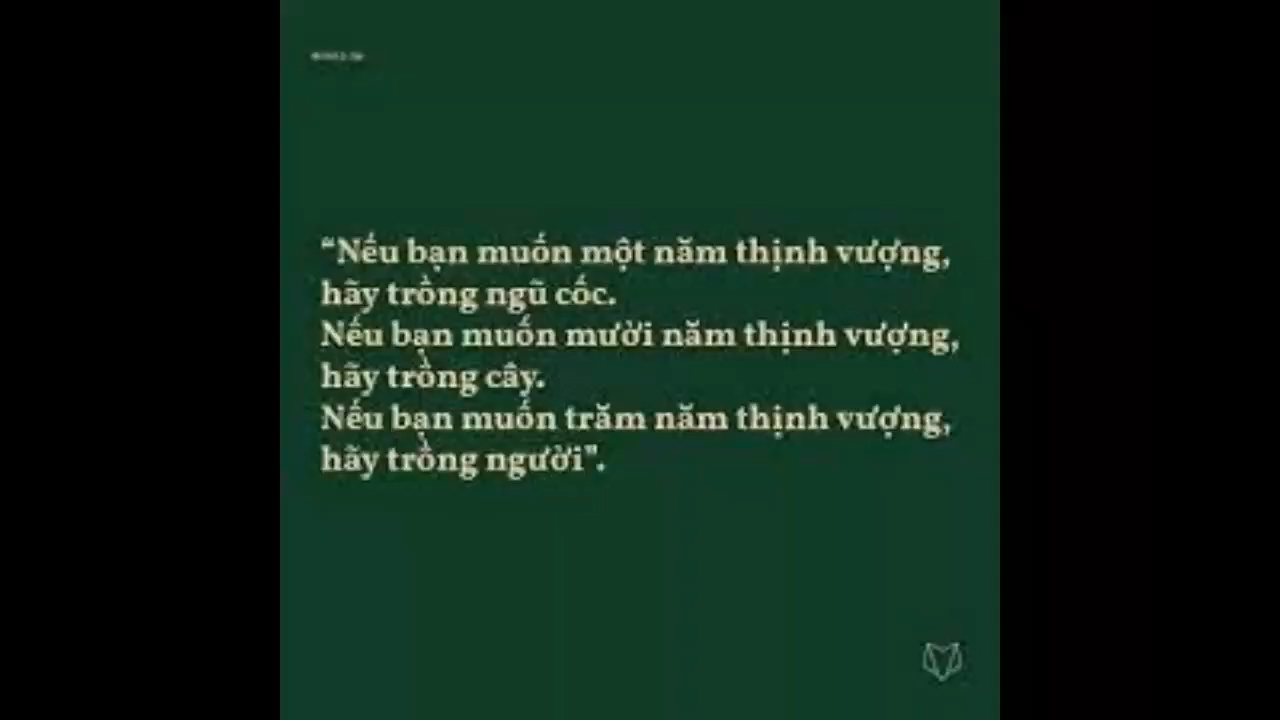 “Nếu bạn muốn một năm thịnh vượng,
hãy trồng ngũ cốc.
Nếu bạn muốn mười năm thịnh vượng,
hãy trồng cây.
Nếu bạn muốn trăm năm thịnh vượng,
hãy trồng người”.